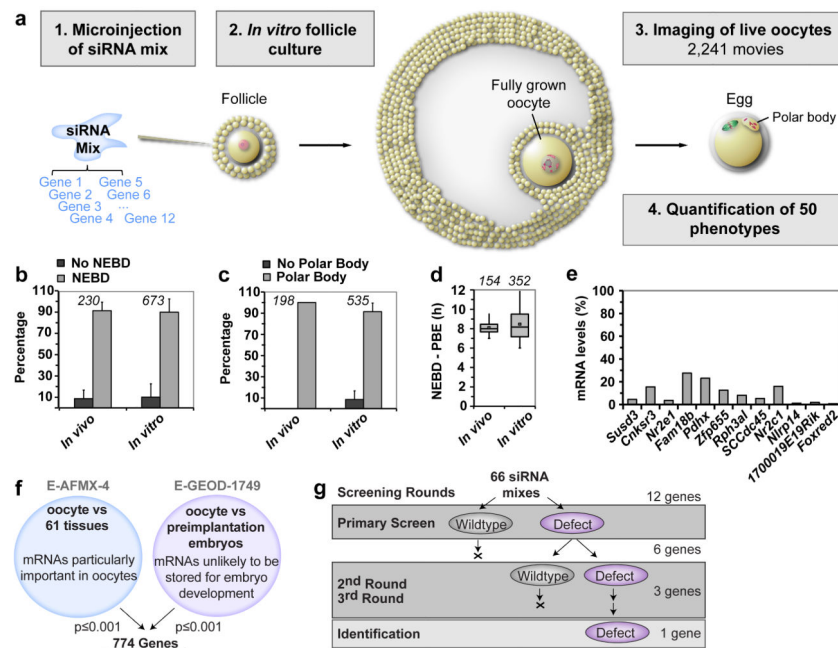 a
1. Microinjection
of siRNA mix
2. In vitro follicle
culture
3. Imaging of live oocytes
2,241 movies
Follicle
Fully grown
oocyte
Egg
Polar body
siRNA
Mix
Gene 1
Gene 5
Gene 2
Gene 6
Gene 3
...
Gene 4
Gene 12
4. Quantification of 50
phenotypes
b
No NEBD
NEBD
Percentage
110
90
70
50
30
10
230
673
In vivo
In vitro
c
No Polar Body
Polar Body
Percentage
110
90
70
50
30
10
198
535
In vivo
In vitro
d
154 352
NEBD - PBE (h)
12
10
8
6
4
2
0
In vivo
In vitro
e
mRNA levels (%)
100
80
60
40
20
0
Susd3
Cnksr3
Nr2e1
Fam18b
Pdhx
Zfp655
Rph3al
SCCdc45
Nr2c1
Nlrp14
1700019E19Rik
Foxred2
f
E-AFMX-4
E-GEOD-1749
oocyte vs
61 tissues
mRNAs particularly
important in oocytes
oocyte vs
preimplantation
embryos
mRNAs unlikely to be
stored for embryo
development
p≤0.001
p≤0.001
774 Genes
g
66 siRNA
mixes
Screening Rounds
12 genes
Primary Screen
Wildtype
Defect
x
6 genes
2nd Round
3rd Round
Wildtype
Defect
x
3 genes
Identification
Defect
1 gene